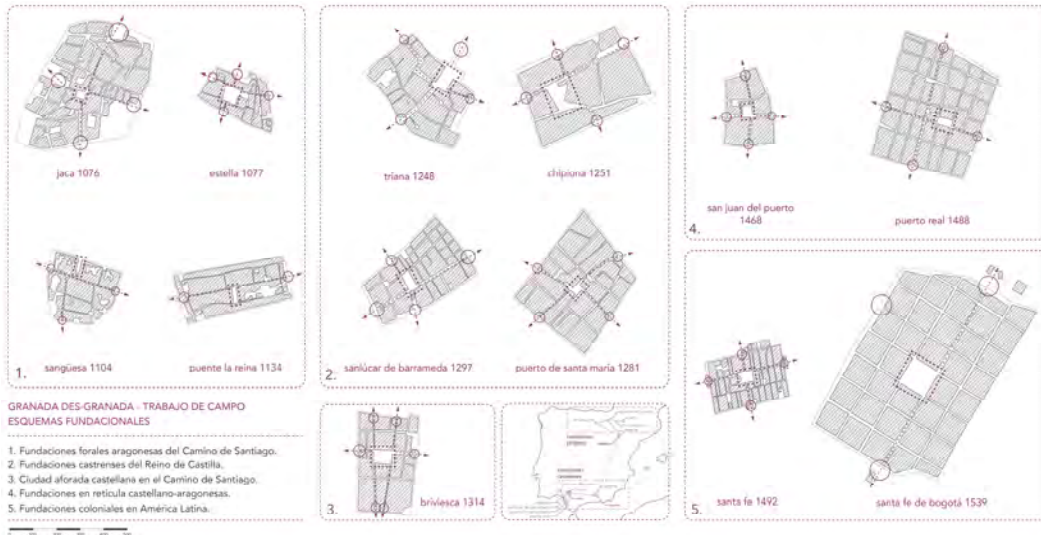 jaca 1076
estella 1077
sangüesa 1104
puente la reina 1134
1.
triana 1248
chipiona 1251
sanlúcar de barrameda 1297
puerto de santa maría 1281
2.
san juan del puerto
1468
puerto real 1488
4.
GRANADA DES-GRANADA - TRABAJO DE CAMPO
ESQUEMAS FUNDACIONALES
1. Fundaciones forales aragonesas del Camino de Santiago.
2. Fundaciones castrenses del Reino de Castilla.
3. Ciudad aforada castellana en el Camino de Santiago.
4. Fundaciones en retícula castellano-aragonesas.
5. Fundaciones coloniales en América Latina.
briviesca 1314
3.
santa fe 1492
santa fe de bogotá 1539
5.